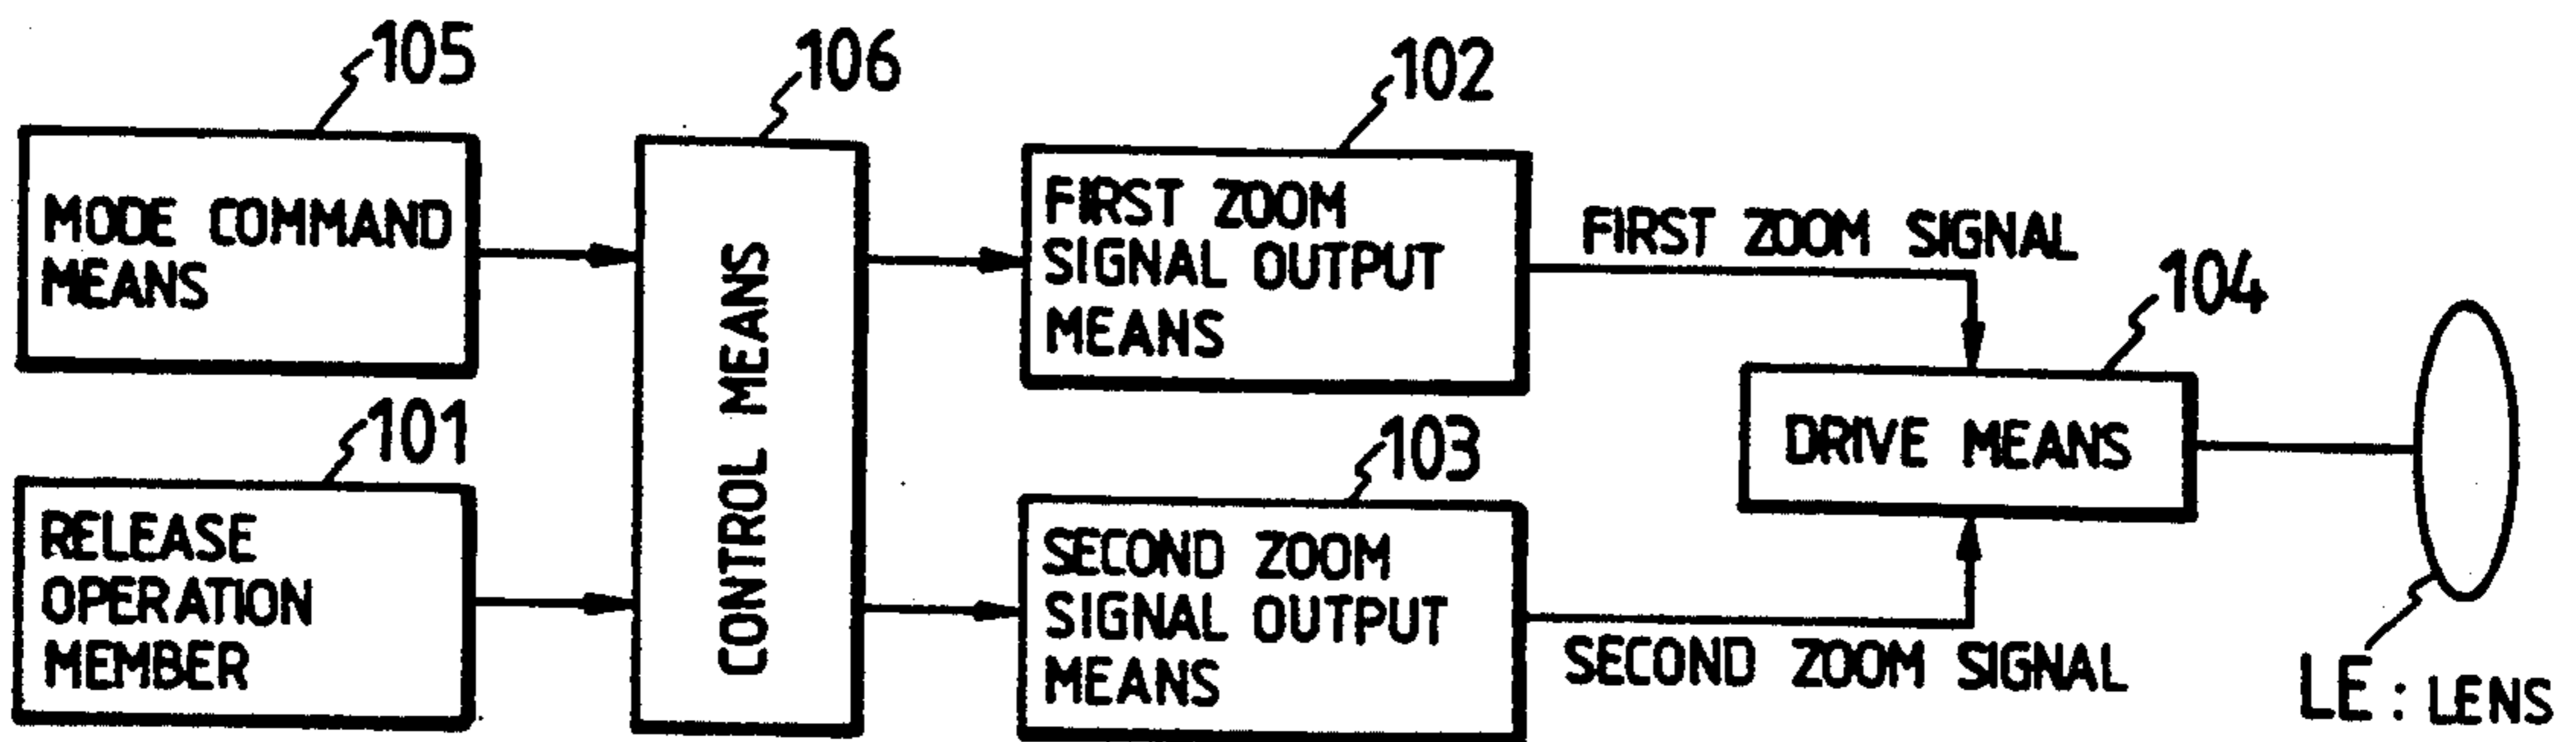 105
MODE COMMAND
MEANS
101
RELEASE
OPERATION
MEMBER
106
CONTROL MEANS
102
FIRST ZOOM
SIGNAL OUTPUT
MEANS
103
SECOND ZOOM
SIGNAL OUTPUT
MEANS
FIRST ZOOM SIGNAL
SECOND ZOOM SIGNAL
104
DRIVE MEANS
LE : LENS